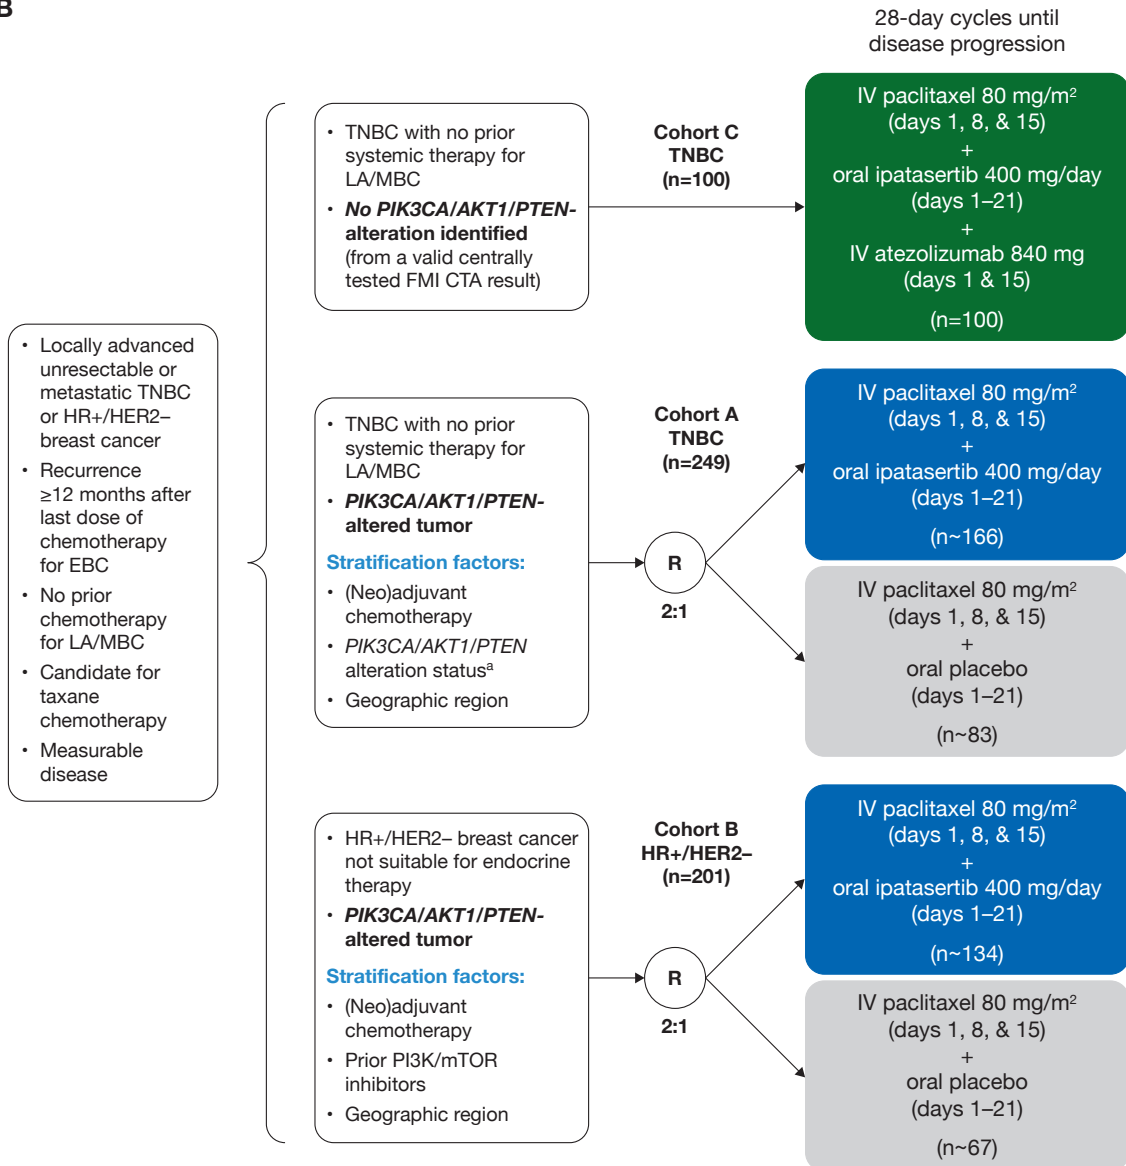 B
28-day cycles until
disease progression
• Locally advanced
unresectable or
metastatic TNBC
or HR+/HER2–
breast cancer
• Recurrence
≥12 months after
last dose of
chemotherapy
for EBC
• No prior
chemotherapy
for LA/MBC
• Candidate for
taxane
chemotherapy
• Measurable
disease
• TNBC with no prior
systemic therapy for
LA/MBC
• No PIK3CA/AKT1/PTEN-
alteration identified
(from a valid centrally
tested FMI CTA result)
Cohort C
TNBC
(n=100)
IV paclitaxel 80 mg/m²
(days 1, 8, & 15)
+
oral ipatasertib 400 mg/day
(days 1–21)
+
IV atezolizumab 840 mg
(days 1 & 15)
(n=100)
• TNBC with no prior
systemic therapy for
LA/MBC
• PIK3CA/AKT1/PTEN-
altered tumor
Stratification factors:
• (Neo)adjuvant
chemotherapy
• PIK3CA/AKT1/PTEN
alteration statusᵃ
• Geographic region
Cohort A
TNBC
(n=249)
R
2:1
IV paclitaxel 80 mg/m²
(days 1, 8, & 15)
+
oral ipatasertib 400 mg/day
(days 1–21)
(n~166)
IV paclitaxel 80 mg/m²
(days 1, 8, & 15)
+
oral placebo
(days 1–21)
(n~83)
• HR+/HER2– breast cancer
not suitable for endocrine
therapy
• PIK3CA/AKT1/PTEN-
altered tumor
Stratification factors:
• (Neo)adjuvant
chemotherapy
• Prior PI3K/mTOR
inhibitors
• Geographic region
Cohort B
HR+/HER2–
(n=201)
R
2:1
IV paclitaxel 80 mg/m²
(days 1, 8, & 15)
+
oral ipatasertib 400 mg/day
(days 1–21)
(n~134)
IV paclitaxel 80 mg/m²
(days 1, 8, & 15)
+
oral placebo
(days 1–21)
(n~67)